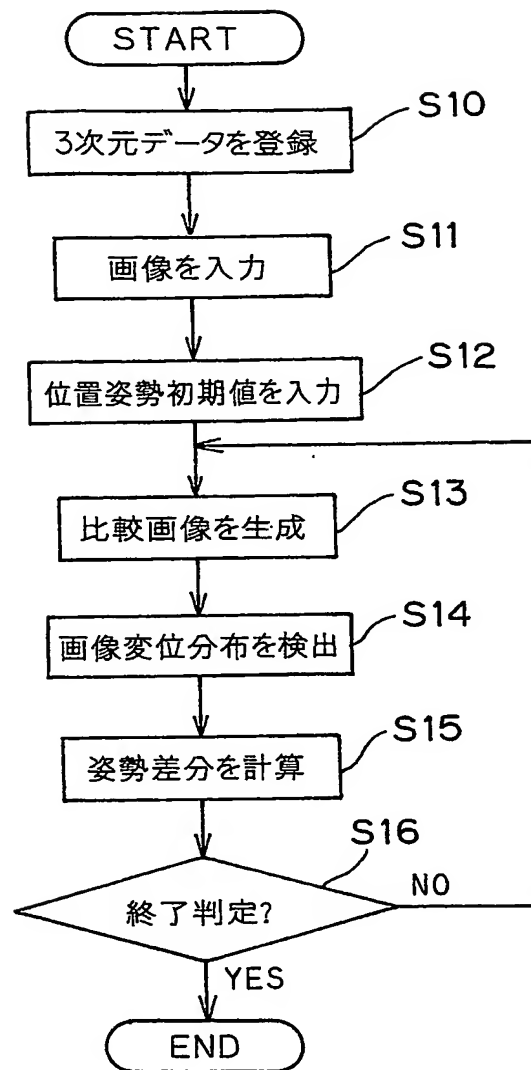 START
S10
3次元データを登録
S11
画像を入力
S12
位置姿勢初期値を入力
S13
比較画像を生成
S14
画像変位分布を検出
S15
姿勢差分を計算
S16
終了判定?
NO
YES
END